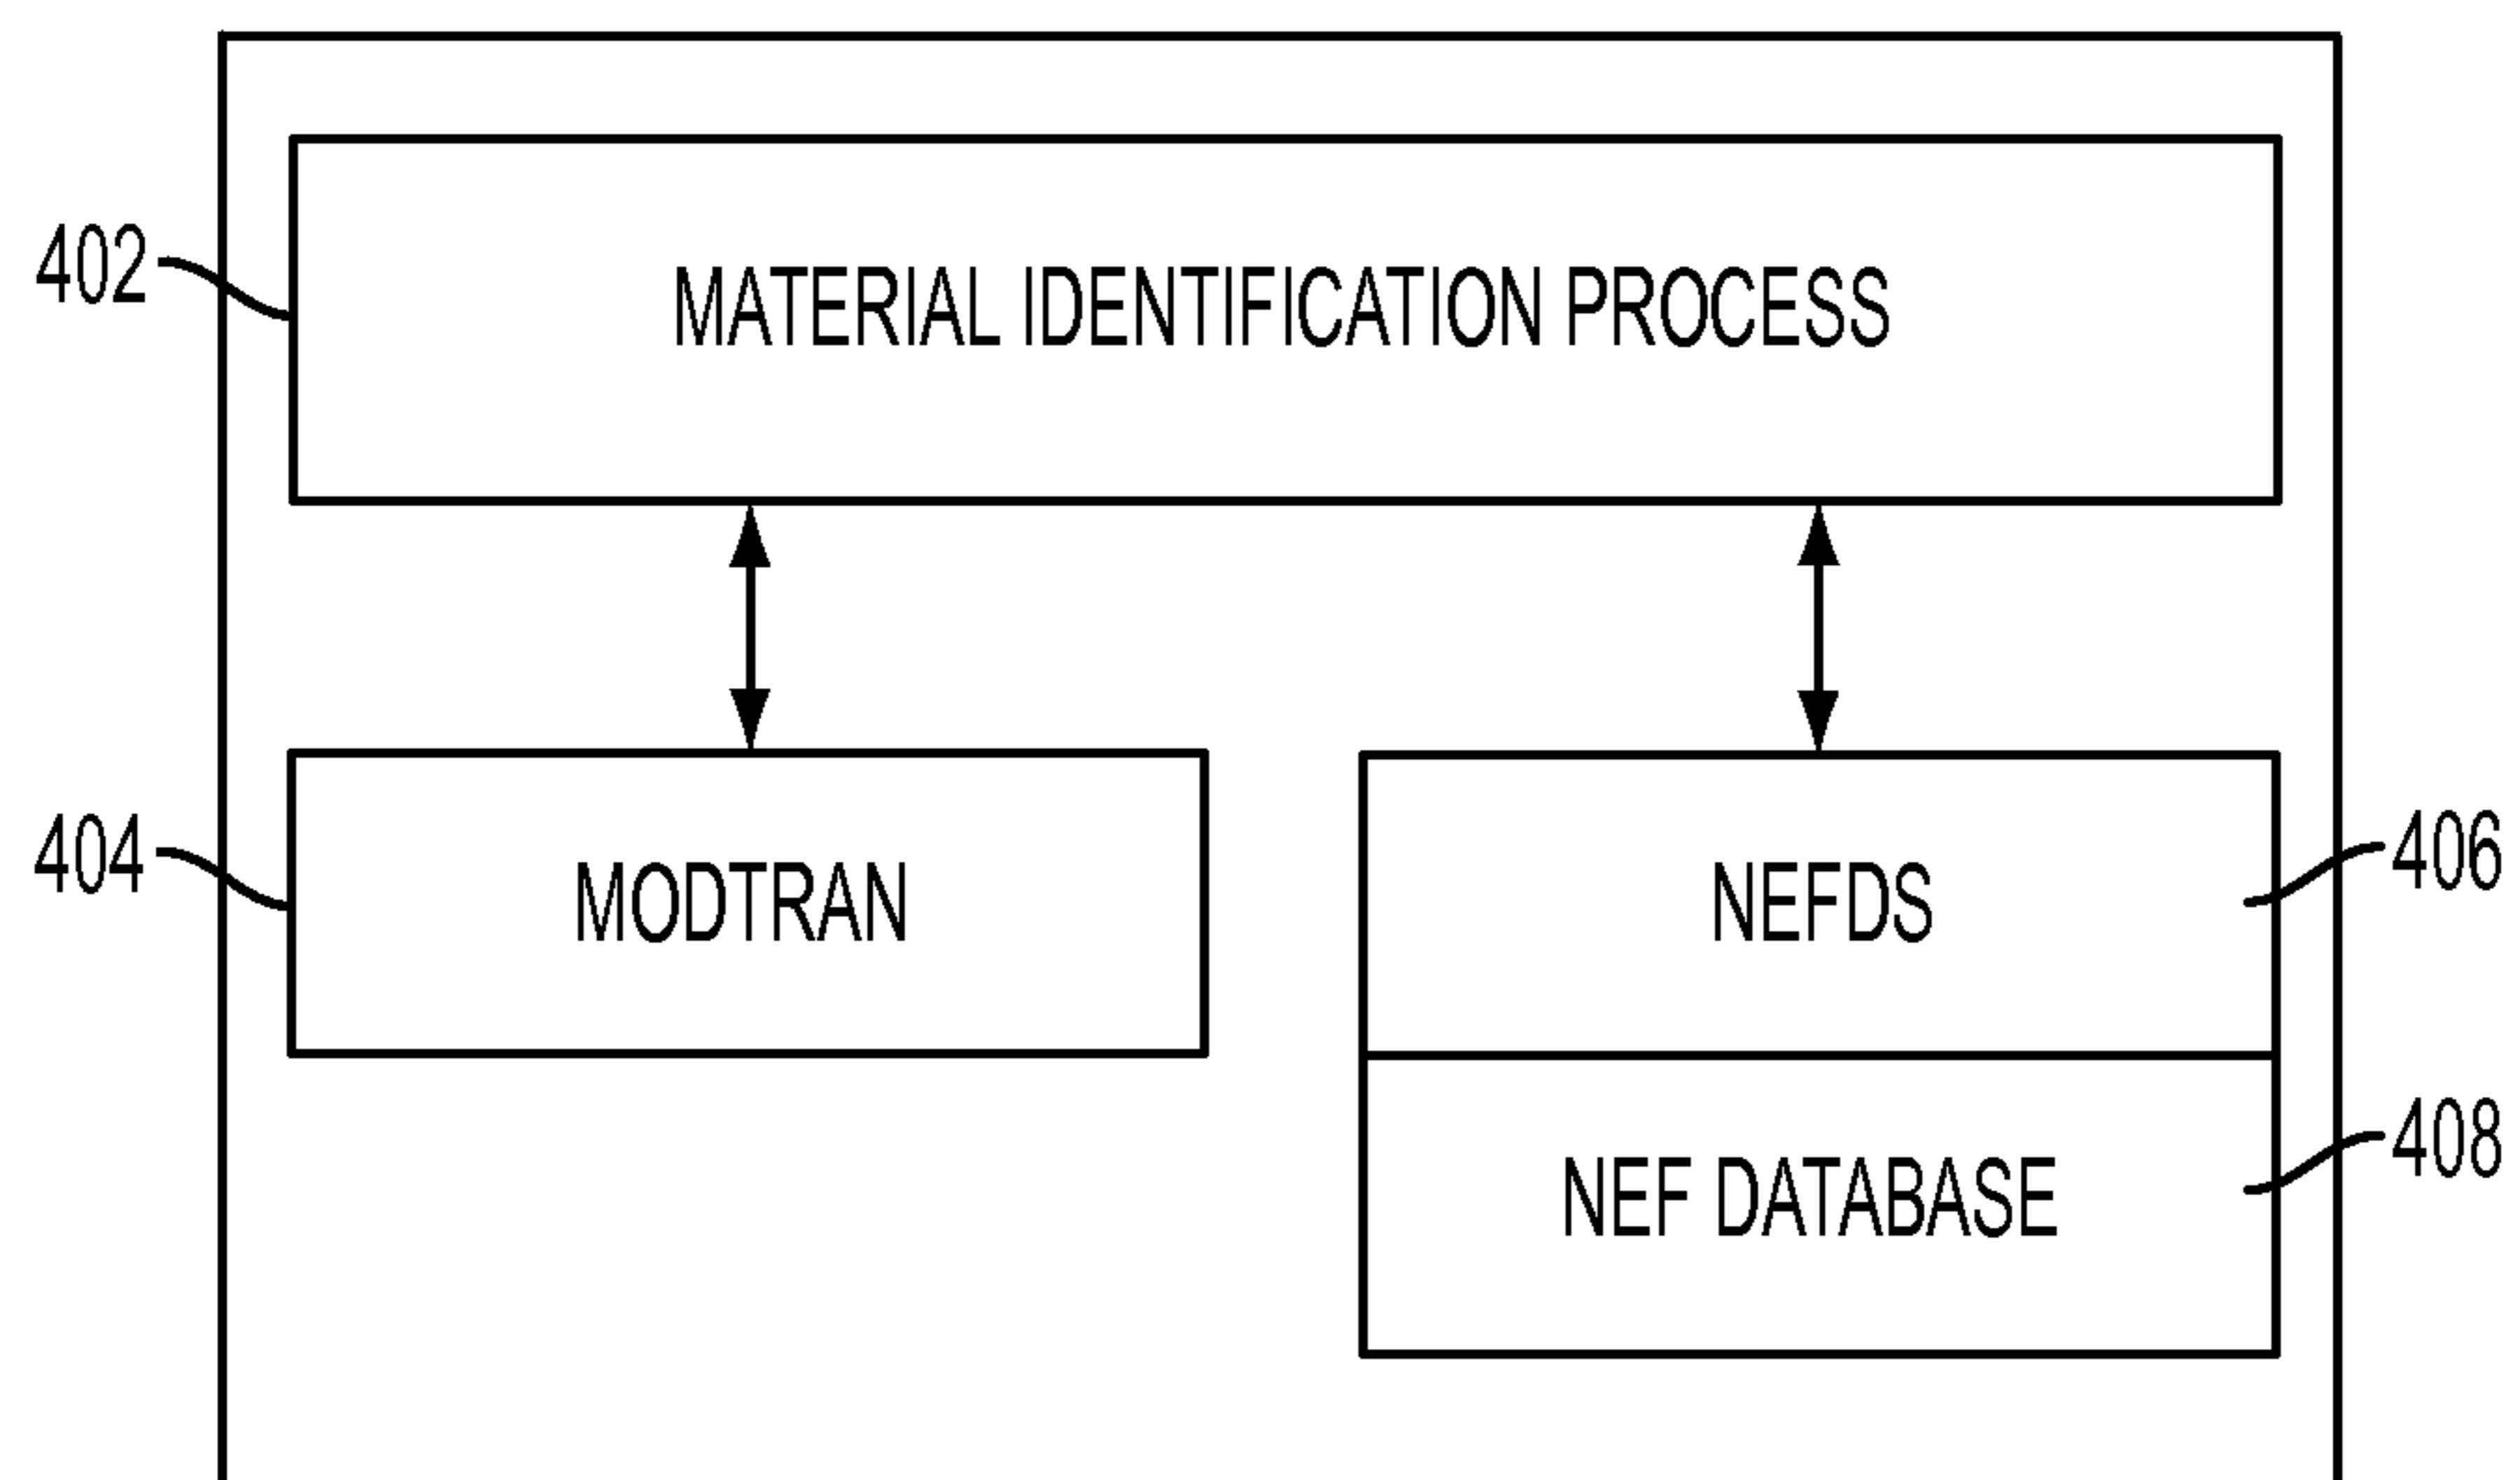 402
MATERIAL IDENTIFICATION PROCESS
404
MODTRAN
NEFDS
406
NEF DATABASE
408